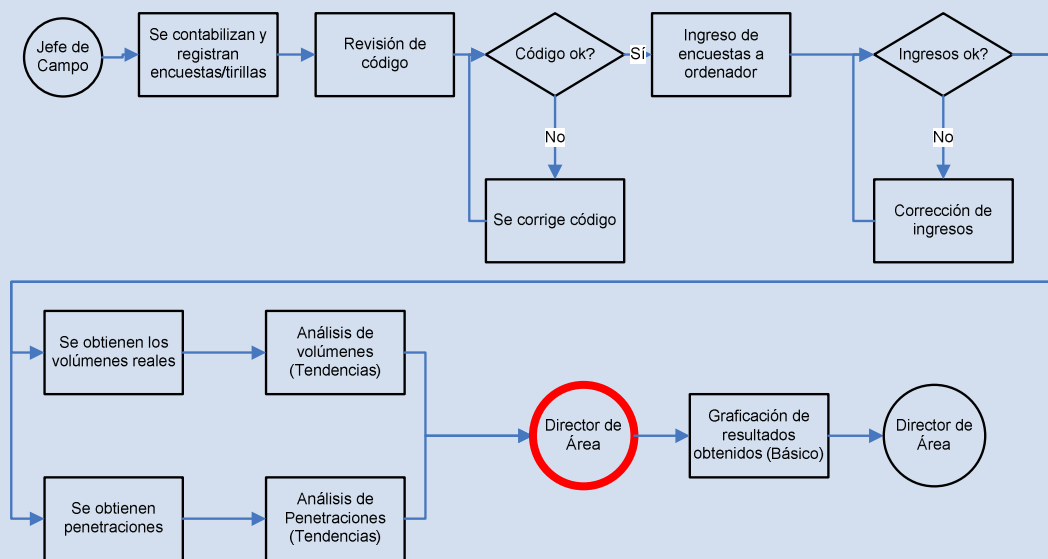 Jefe de
Campo
Se contabilizan y
registran
encuestas/tirillas
Revisión de
código
Código ok?
Sí
Ingreso de
encuestas a
ordenador
Ingresos ok?
No
No
Se corrige código
Corrección de
ingresos
Se obtienen los
volúmenes reales
Análisis de
volúmenes
(Tendencias)
Director de
Área
Graficación de
resultados
obtenidos (Básico)
Director de
Área
Se obtienen
penetraciones
Análisis de
Penetraciones
(Tendencias)